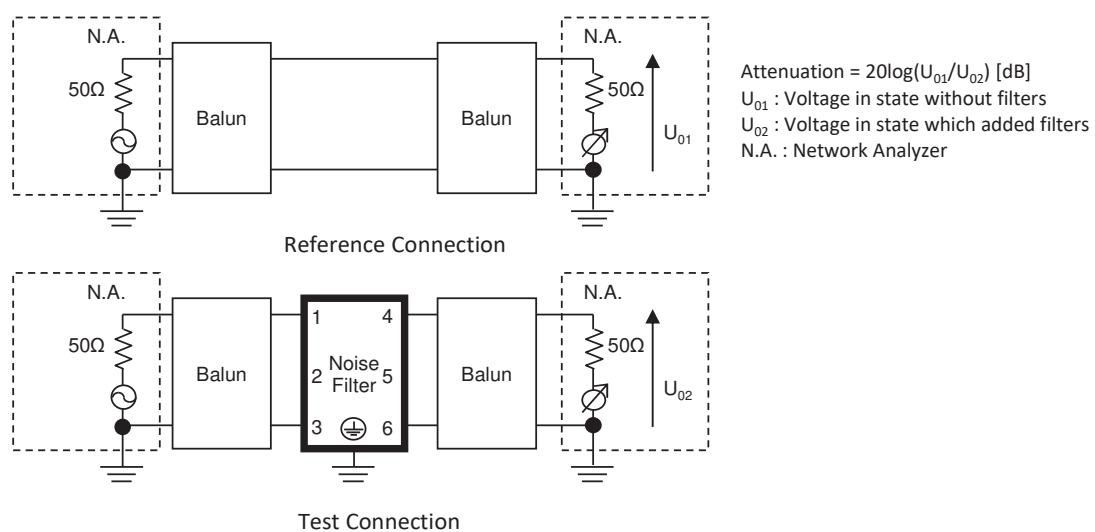 N.A.
50Ω
Balun
Balun
N.A.
50Ω
U01
Reference Connection
Attenuation = 20log(U01/U02) [dB]
U01 : Voltage in state without filters
U02 : Voltage in state which added filters
N.A. : Network Analyzer
N.A.
50Ω
Balun
1 4
2 Noise Filter 5
3 6
Balun
N.A.
50Ω
U02
Test Connection